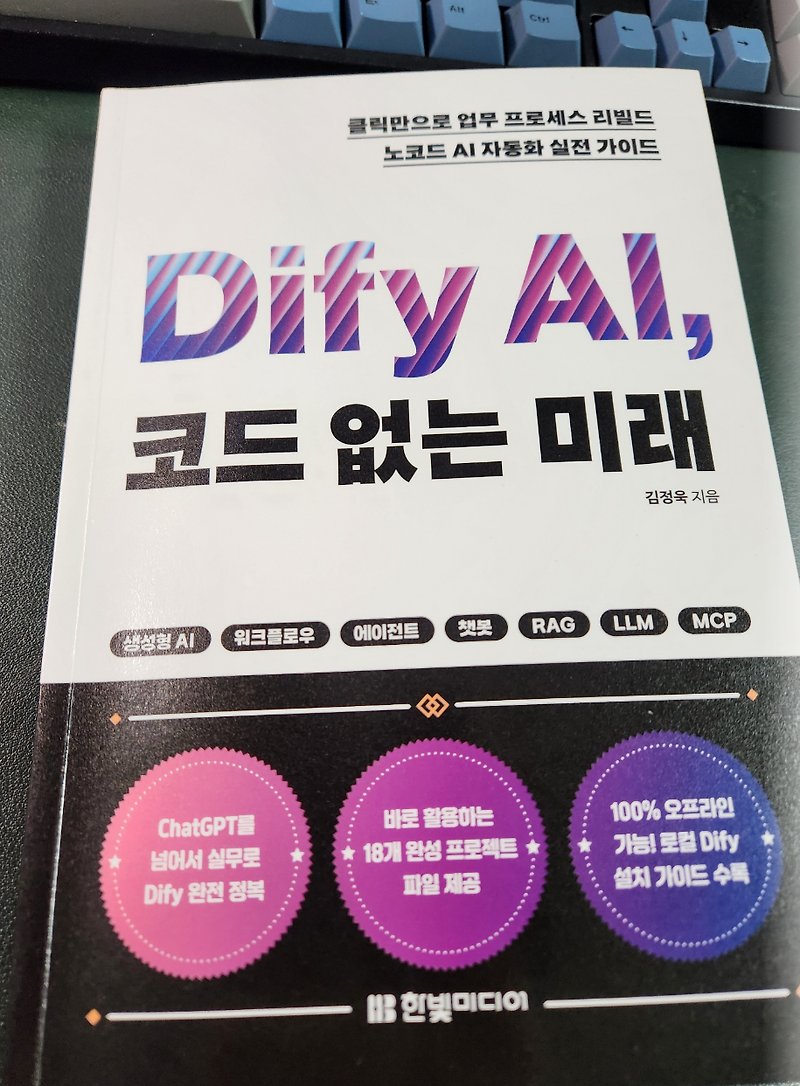 Alt
Ctrl
←
↓
→
클릭만으로 업무 프로세스 리빌드
노코드 AI 자동화 실전 가이드
Dify AI,
코드 없는 미래
김정욱 지음
생성형 AI 워크플로우 에이전트 챗봇 RAG LLM MCP
ChatGPT를
넘어서 실무로
Dify 완전 정복
바로 활용하는
18개 완성 프로젝트
파일 제공
100% 오프라인
가능! 로컬 Dify
설치 가이드 수록
한빛미디어